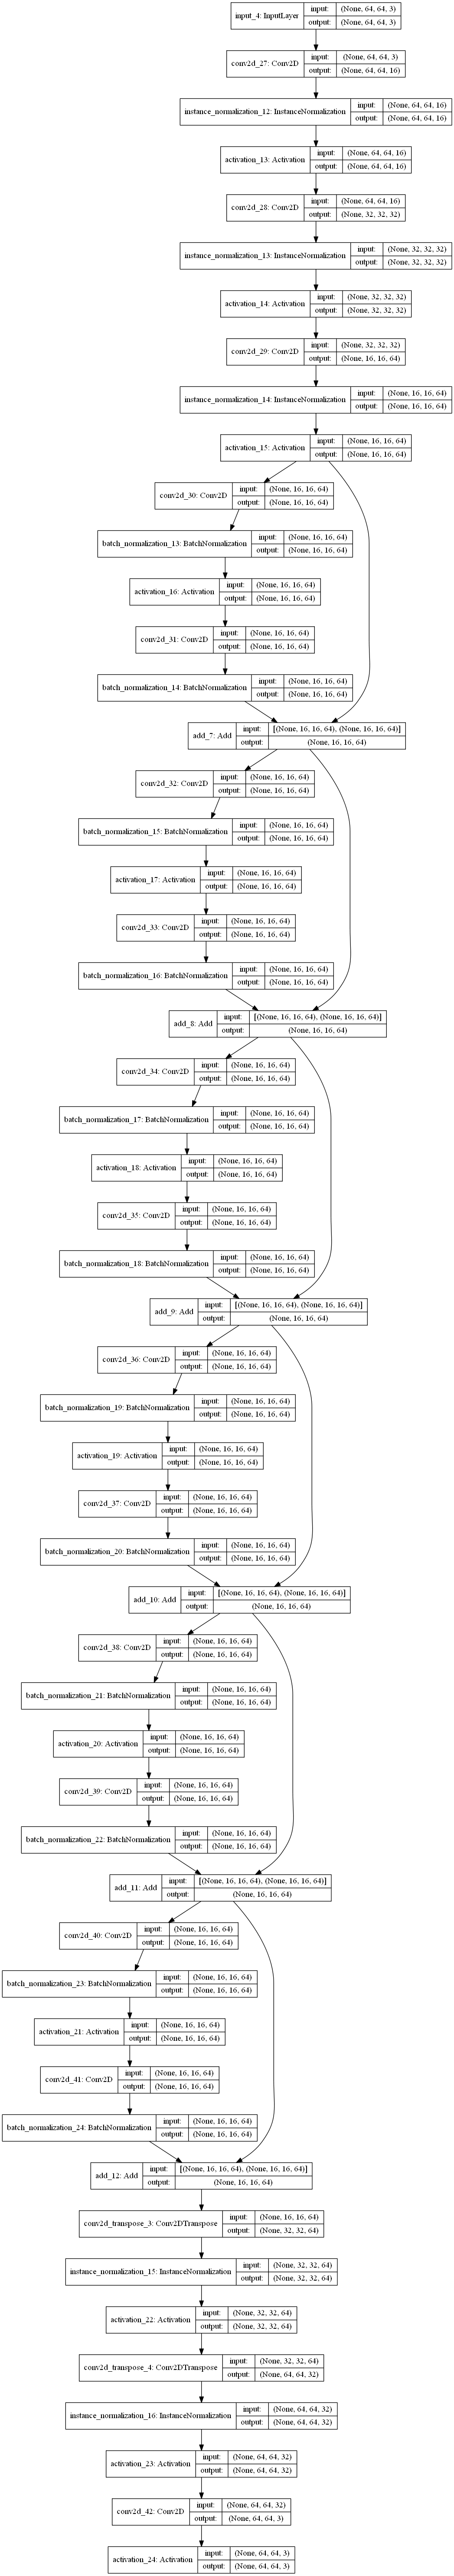 input_4: InputLayer
input: (None, 64, 64, 3)
output: (None, 64, 64, 3)
conv2d_27: Conv2D
input: (None, 64, 64, 3)
output: (None, 64, 64, 16)
instance_normalization_12: InstanceNormalization
input: (None, 64, 64, 16)
output: (None, 64, 64, 16)
activation_13: Activation
input: (None, 64, 64, 16)
output: (None, 64, 64, 16)
conv2d_28: Conv2D
input: (None, 64, 64, 16)
output: (None, 32, 32, 32)
instance_normalization_13: InstanceNormalization
input: (None, 32, 32, 32)
output: (None, 32, 32, 32)
activation_14: Activation
input: (None, 32, 32, 32)
output: (None, 32, 32, 32)
conv2d_29: Conv2D
input: (None, 32, 32, 32)
output: (None, 16, 16, 64)
instance_normalization_14: InstanceNormalization
input: (None, 16, 16, 64)
output: (None, 16, 16, 64)
activation_15: Activation
input: (None, 16, 16, 64)
output: (None, 16, 16, 64)
conv2d_30: Conv2D
input: (None, 16, 16, 64)
output: (None, 16, 16, 64)
batch_normalization_13: BatchNormalization
input: (None, 16, 16, 64)
output: (None, 16, 16, 64)
activation_16: Activation
input: (None, 16, 16, 64)
output: (None, 16, 16, 64)
conv2d_31: Conv2D
input: (None, 16, 16, 64)
output: (None, 16, 16, 64)
batch_normalization_14: BatchNormalization
input: (None, 16, 16, 64)
output: (None, 16, 16, 64)
add_7: Add
input: [(None, 16, 16, 64), (None, 16, 16, 64)]
output: (None, 16, 16, 64)
conv2d_32: Conv2D
input: (None, 16, 16, 64)
output: (None, 16, 16, 64)
batch_normalization_15: BatchNormalization
input: (None, 16, 16, 64)
output: (None, 16, 16, 64)
activation_17: Activation
input: (None, 16, 16, 64)
output: (None, 16, 16, 64)
conv2d_33: Conv2D
input: (None, 16, 16, 64)
output: (None, 16, 16, 64)
batch_normalization_16: BatchNormalization
input: (None, 16, 16, 64)
output: (None, 16, 16, 64)
add_8: Add
input: [(None, 16, 16, 64), (None, 16, 16, 64)]
output: (None, 16, 16, 64)
conv2d_34: Conv2D
input: (None, 16, 16, 64)
output: (None, 16, 16, 64)
batch_normalization_17: BatchNormalization
input: (None, 16, 16, 64)
output: (None, 16, 16, 64)
activation_18: Activation
input: (None, 16, 16, 64)
output: (None, 16, 16, 64)
conv2d_35: Conv2D
input: (None, 16, 16, 64)
output: (None, 16, 16, 64)
batch_normalization_18: BatchNormalization
input: (None, 16, 16, 64)
output: (None, 16, 16, 64)
add_9: Add
input: [(None, 16, 16, 64), (None, 16, 16, 64)]
output: (None, 16, 16, 64)
conv2d_36: Conv2D
input: (None, 16, 16, 64)
output: (None, 16, 16, 64)
batch_normalization_19: BatchNormalization
input: (None, 16, 16, 64)
output: (None, 16, 16, 64)
activation_19: Activation
input: (None, 16, 16, 64)
output: (None, 16, 16, 64)
conv2d_37: Conv2D
input: (None, 16, 16, 64)
output: (None, 16, 16, 64)
batch_normalization_20: BatchNormalization
input: (None, 16, 16, 64)
output: (None, 16, 16, 64)
add_10: Add
input: [(None, 16, 16, 64), (None, 16, 16, 64)]
output: (None, 16, 16, 64)
conv2d_38: Conv2D
input: (None, 16, 16, 64)
output: (None, 16, 16, 64)
batch_normalization_21: BatchNormalization
input: (None, 16, 16, 64)
output: (None, 16, 16, 64)
activation_20: Activation
input: (None, 16, 16, 64)
output: (None, 16, 16, 64)
conv2d_39: Conv2D
input: (None, 16, 16, 64)
output: (None, 16, 16, 64)
batch_normalization_22: BatchNormalization
input: (None, 16, 16, 64)
output: (None, 16, 16, 64)
add_11: Add
input: [(None, 16, 16, 64), (None, 16, 16, 64)]
output: (None, 16, 16, 64)
conv2d_40: Conv2D
input: (None, 16, 16, 64)
output: (None, 16, 16, 64)
batch_normalization_23: BatchNormalization
input: (None, 16, 16, 64)
output: (None, 16, 16, 64)
activation_21: Activation
input: (None, 16, 16, 64)
output: (None, 16, 16, 64)
conv2d_41: Conv2D
input: (None, 16, 16, 64)
output: (None, 16, 16, 64)
batch_normalization_24: BatchNormalization
input: (None, 16, 16, 64)
output: (None, 16, 16, 64)
add_12: Add
input: [(None, 16, 16, 64), (None, 16, 16, 64)]
output: (None, 16, 16, 64)
conv2d_transpose_3: Conv2DTranspose
input: (None, 16, 16, 64)
output: (None, 32, 32, 64)
instance_normalization_15: InstanceNormalization
input: (None, 32, 32, 64)
output: (None, 32, 32, 64)
activation_22: Activation
input: (None, 32, 32, 64)
output: (None, 32, 32, 64)
conv2d_transpose_4: Conv2DTranspose
input: (None, 32, 32, 64)
output: (None, 64, 64, 32)
instance_normalization_16: InstanceNormalization
input: (None, 64, 64, 32)
output: (None, 64, 64, 32)
activation_23: Activation
input: (None, 64, 64, 32)
output: (None, 64, 64, 32)
conv2d_42: Conv2D
input: (None, 64, 64, 32)
output: (None, 64, 64, 3)
activation_24: Activation
input: (None, 64, 64, 3)
output: (None, 64, 64, 3)